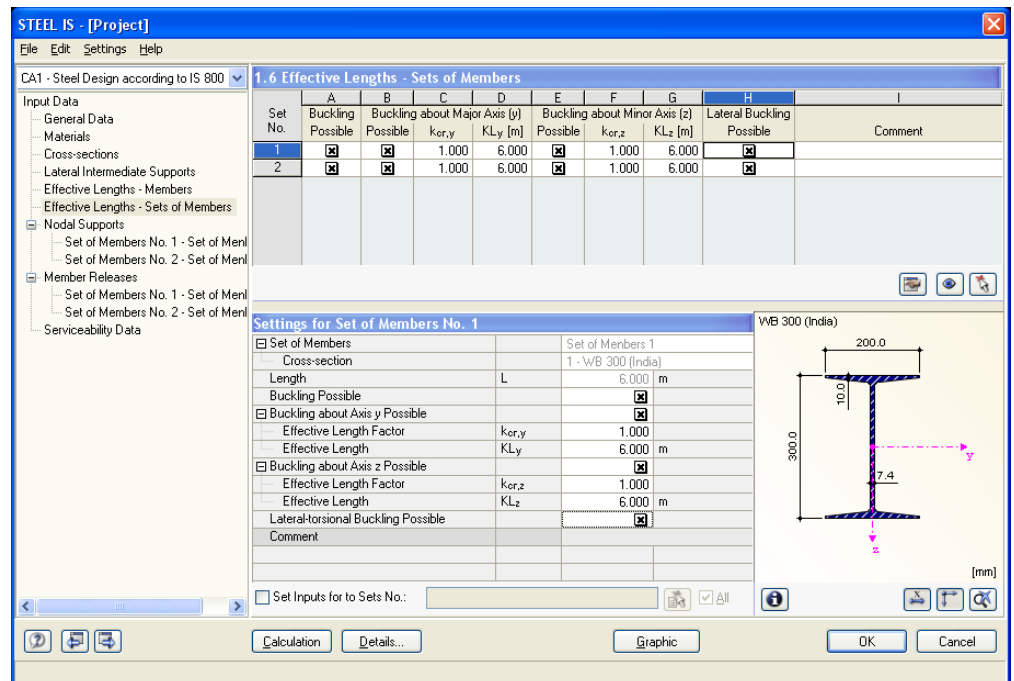 STEEL IS - [Project]
File Edit Settings Help
CA1 - Steel Design according to IS 800
Input Data
General Data
Materials
Cross-sections
Lateral Intermediate Supports
Effective Lengths - Members
Effective Lengths - Sets of Members
Nodal Supports
Set of Members No. 1 - Set of Meml
Set of Members No. 2 - Set of Meml
Member Releases
Set of Members No. 1 - Set of Meml
Set of Members No. 2 - Set of Meml
Serviceability Data
1.6 Effective Lengths - Sets of Members
A B C D E F G H I
Set Buckling Buckling about Major Axis (y) Buckling about Minor Axis (z) Lateral Buckling
No. Possible Possible kcr,y KLy [m] Possible kcr,z KLz [m] Possible Comment
1 1.000 6.000 1.000 6.000
2 1.000 6.000 1.000 6.000
Settings for Set of Members No. 1
Set of Members Set of Menbers 1
Cross-section 1 - WB 300 (India)
Length L 6.000 m
Buckling Possible
Buckling about Axis y Possible
Effective Length Factor kcr,y 1.000
Effective Length KLy 6.000 m
Buckling about Axis z Possible
Effective Length Factor kcr,z 1.000
Effective Length KLz 6.000 m
Lateral-torsional Buckling Possible
Comment
Set Inputs for to Sets No.: All
WB 300 (India)
200.0
10.0
300.0
7.4
y
z
[mm]
Calculation Details... Graphic OK Cancel